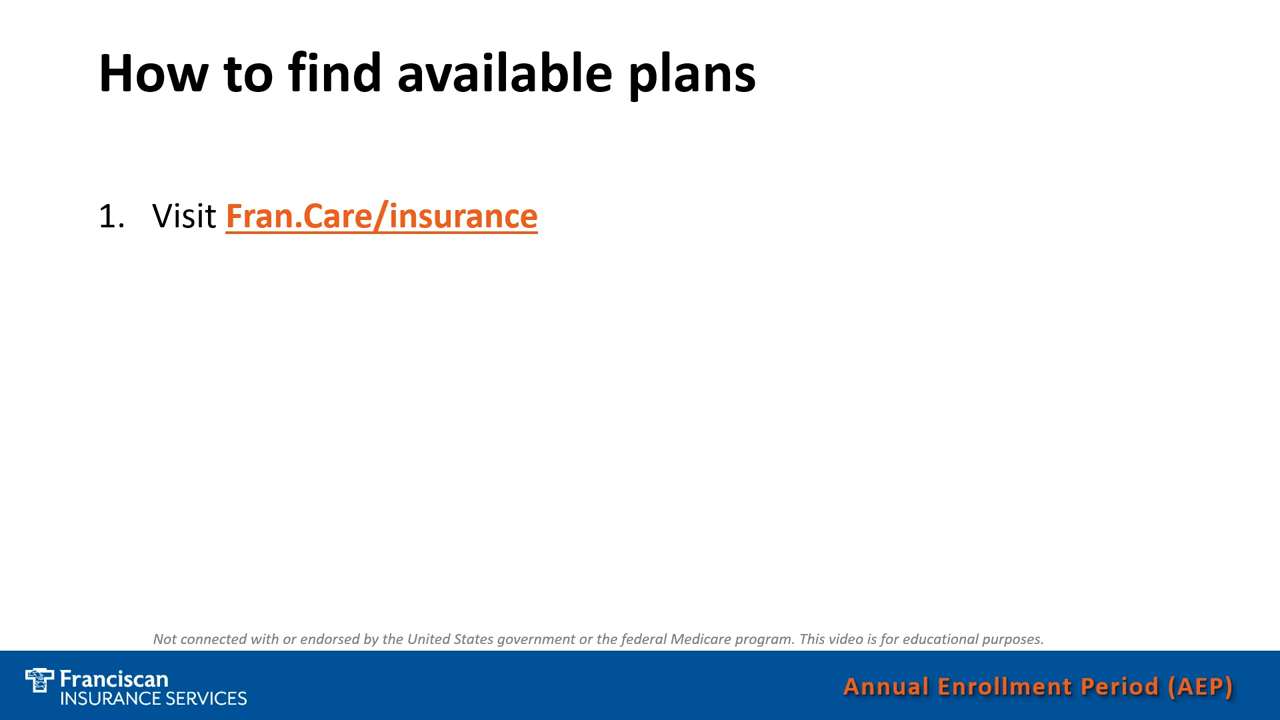 How to find available plans
1. Visit Fran.Care/insurance
Not connected with or endorsed by the United States government or the federal Medicare program. This video is for educational purposes.
Franciscan
INSURANCE SERVICES
Annual Enrollment Period (AEP)